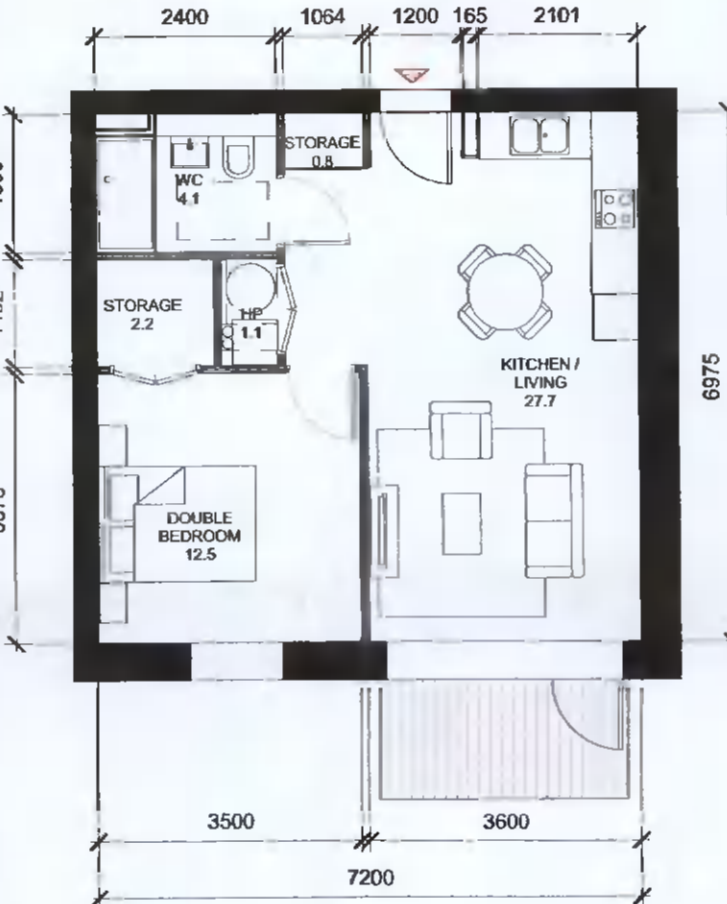 2400 1064 1200 165 2101
STORAGE
0.8
WC
4.1
STORAGE
2.2
HP
1.1
KITCHEN /
LIVING
27.7
6975
DOUBLE
BEDROOM
12.5
3500 3600
7200